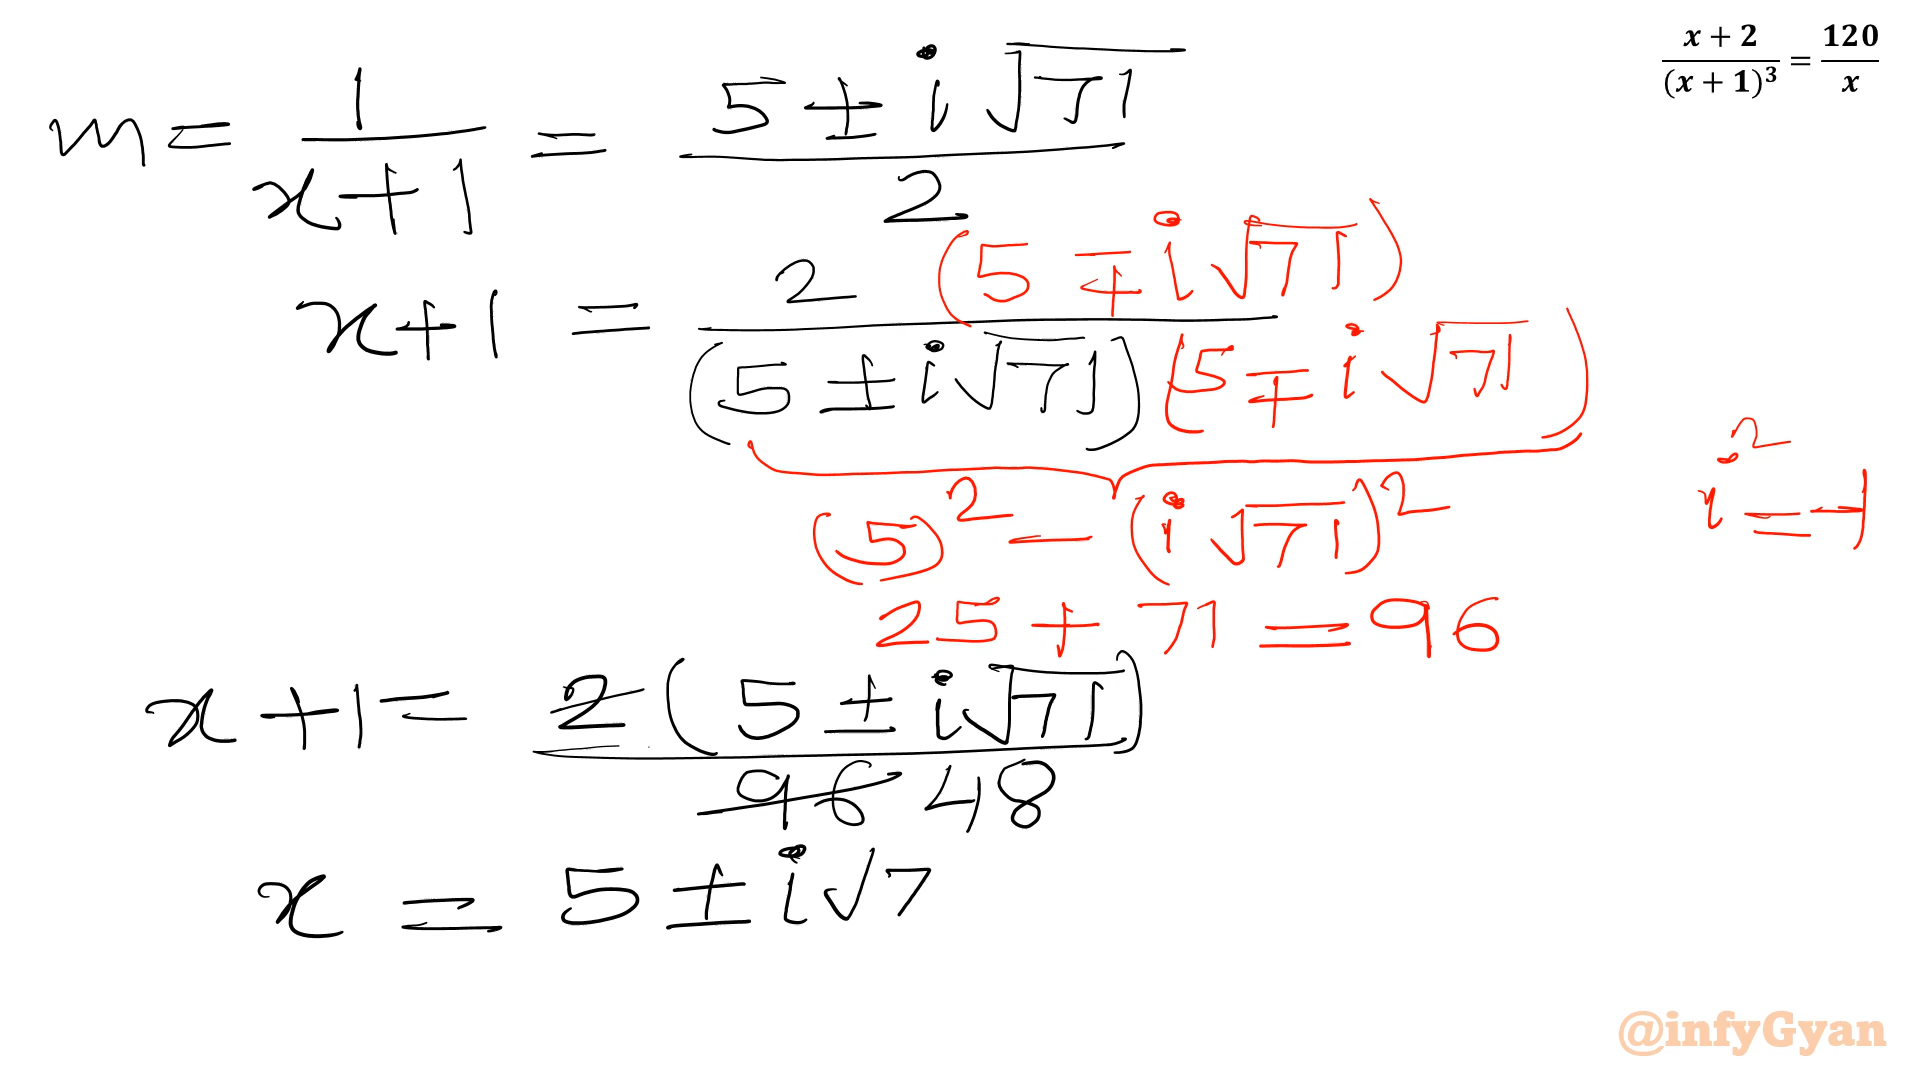 (x + 2)/(x + 1)³ = 120/x
m = 1/(x+1) = (5 ± i√71)/2
x+1 = 2 (5 ∓ i√71)/((5 ± i√71) (5 ∓ i√71))
i² = -1
(5)² - (i√71)²
25 + 71 = 96
x+1 = 2(5 ± i√71)/96 48
x = 5 ± i√7
@infyGyan